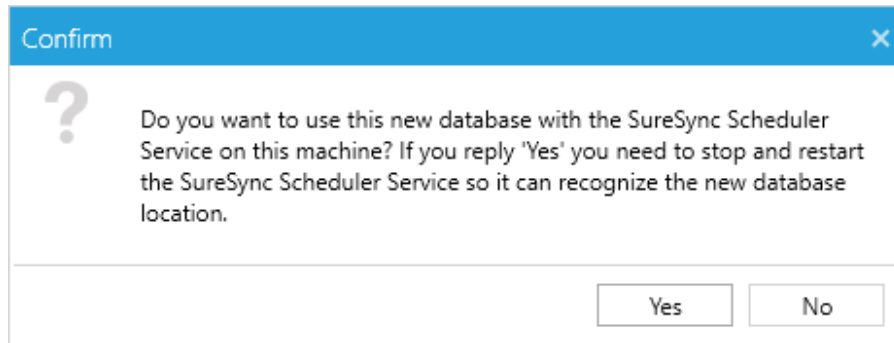 Confirm
Do you want to use this new database with the SureSync Scheduler
Service on this machine? If you reply 'Yes' you need to stop and restart
the SureSync Scheduler Service so it can recognize the new database
location.
Yes No